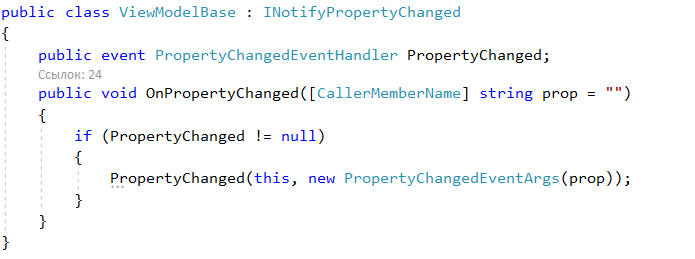 public class ViewModelBase : INotifyPropertyChanged
{
public event PropertyChangedEventHandler PropertyChanged;
Ссылок: 24
public void OnPropertyChanged([CallerMemberName] string prop = "")
{
if (PropertyChanged != null)
{
PropertyChanged(this, new PropertyChangedEventArgs(prop));
}
}
}